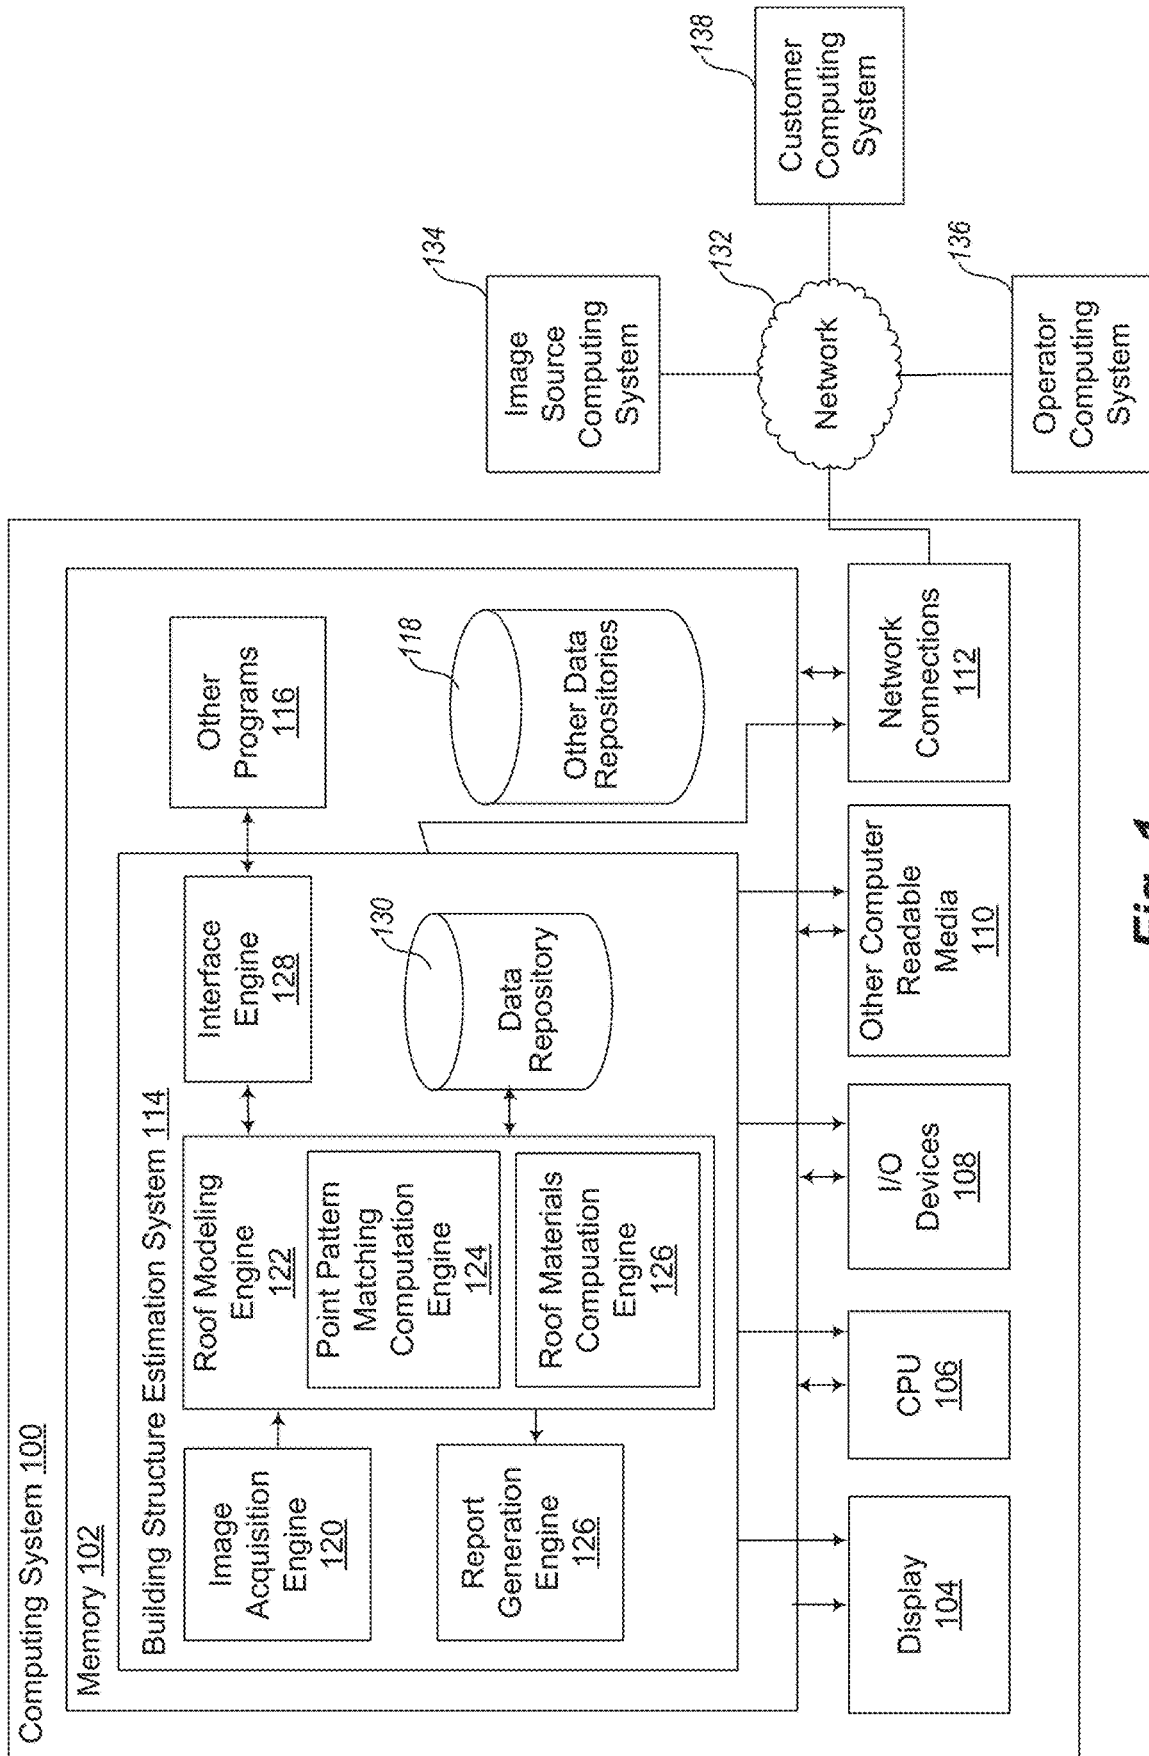 Computing System 100
Memory 102
Building Structure Estimation System 114
Image
Acquisition
Engine
120
Roof Modeling
Engine
122
Point Pattern
Matching
Computation
Engine
124
Roof Materials
Compuation
Engine
126
Interface
Engine
128
Other
Programs
116
Report
Generation
Engine
126
130
Data
Repository
118
Other Data
Repositories
Display
104
CPU
106
I/O
Devices
108
Other Computer
Readable
Media
110
Network
Connections
112
134
Image
Source
Computing
System
132
Network
138
Customer
Computing
System
136
Operator
Computing
System
Fig. 1